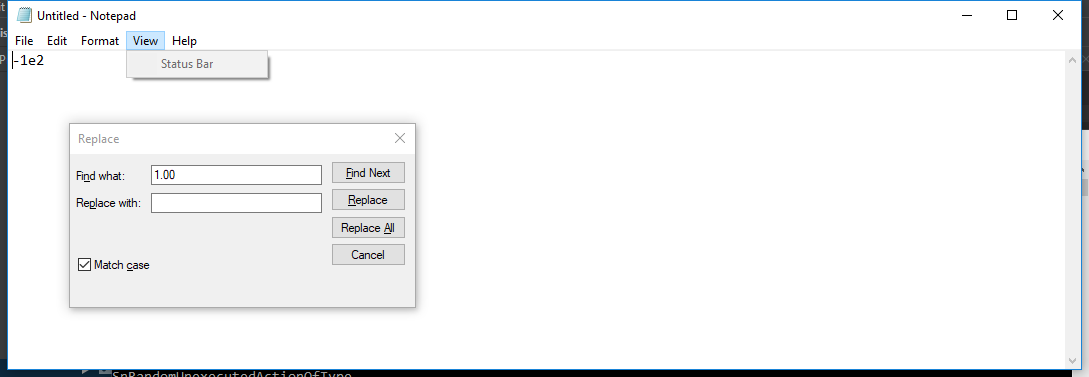 Untitled - Notepad
File Edit Format View Help
-1e2
Status Bar
Replace
Find what: 1.00 Find Next
Replace with: Replace
Replace All
Cancel
Match case